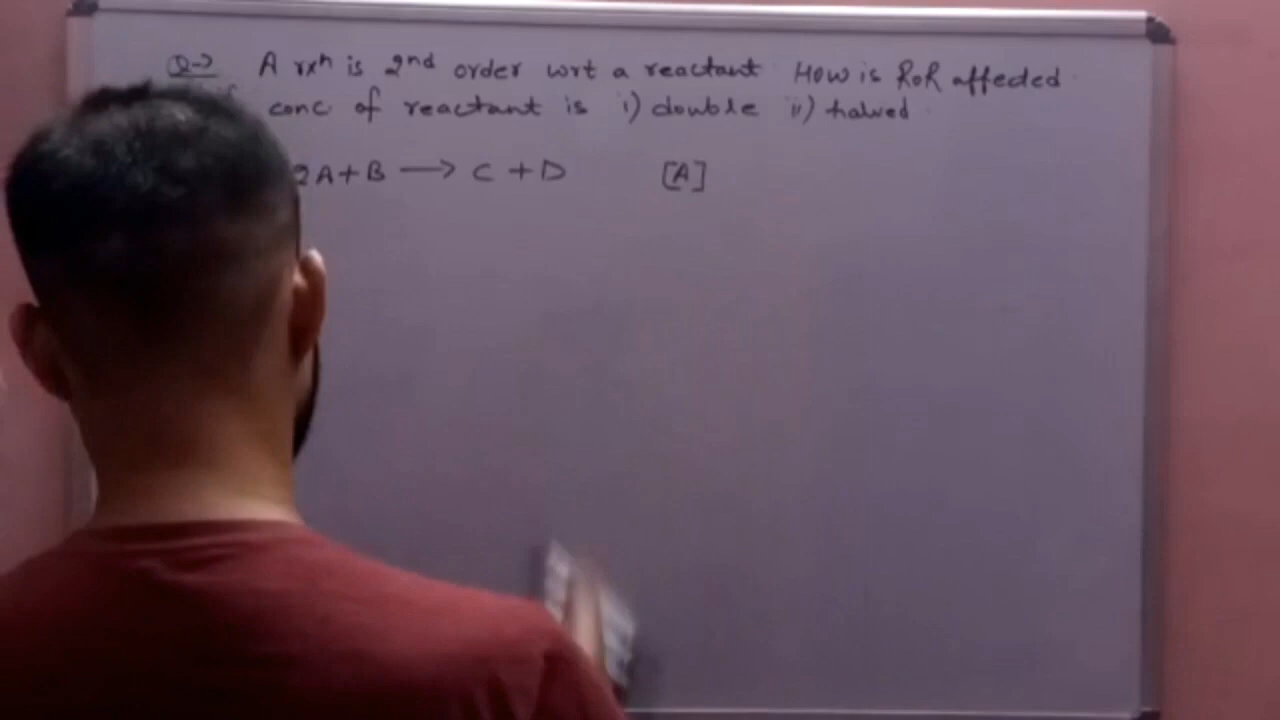 Q→ A rxⁿ is 2nd order wrt a reactant How is RoR affected
conc of reactant is i) double ii) halved
2A+B → C+D [A]